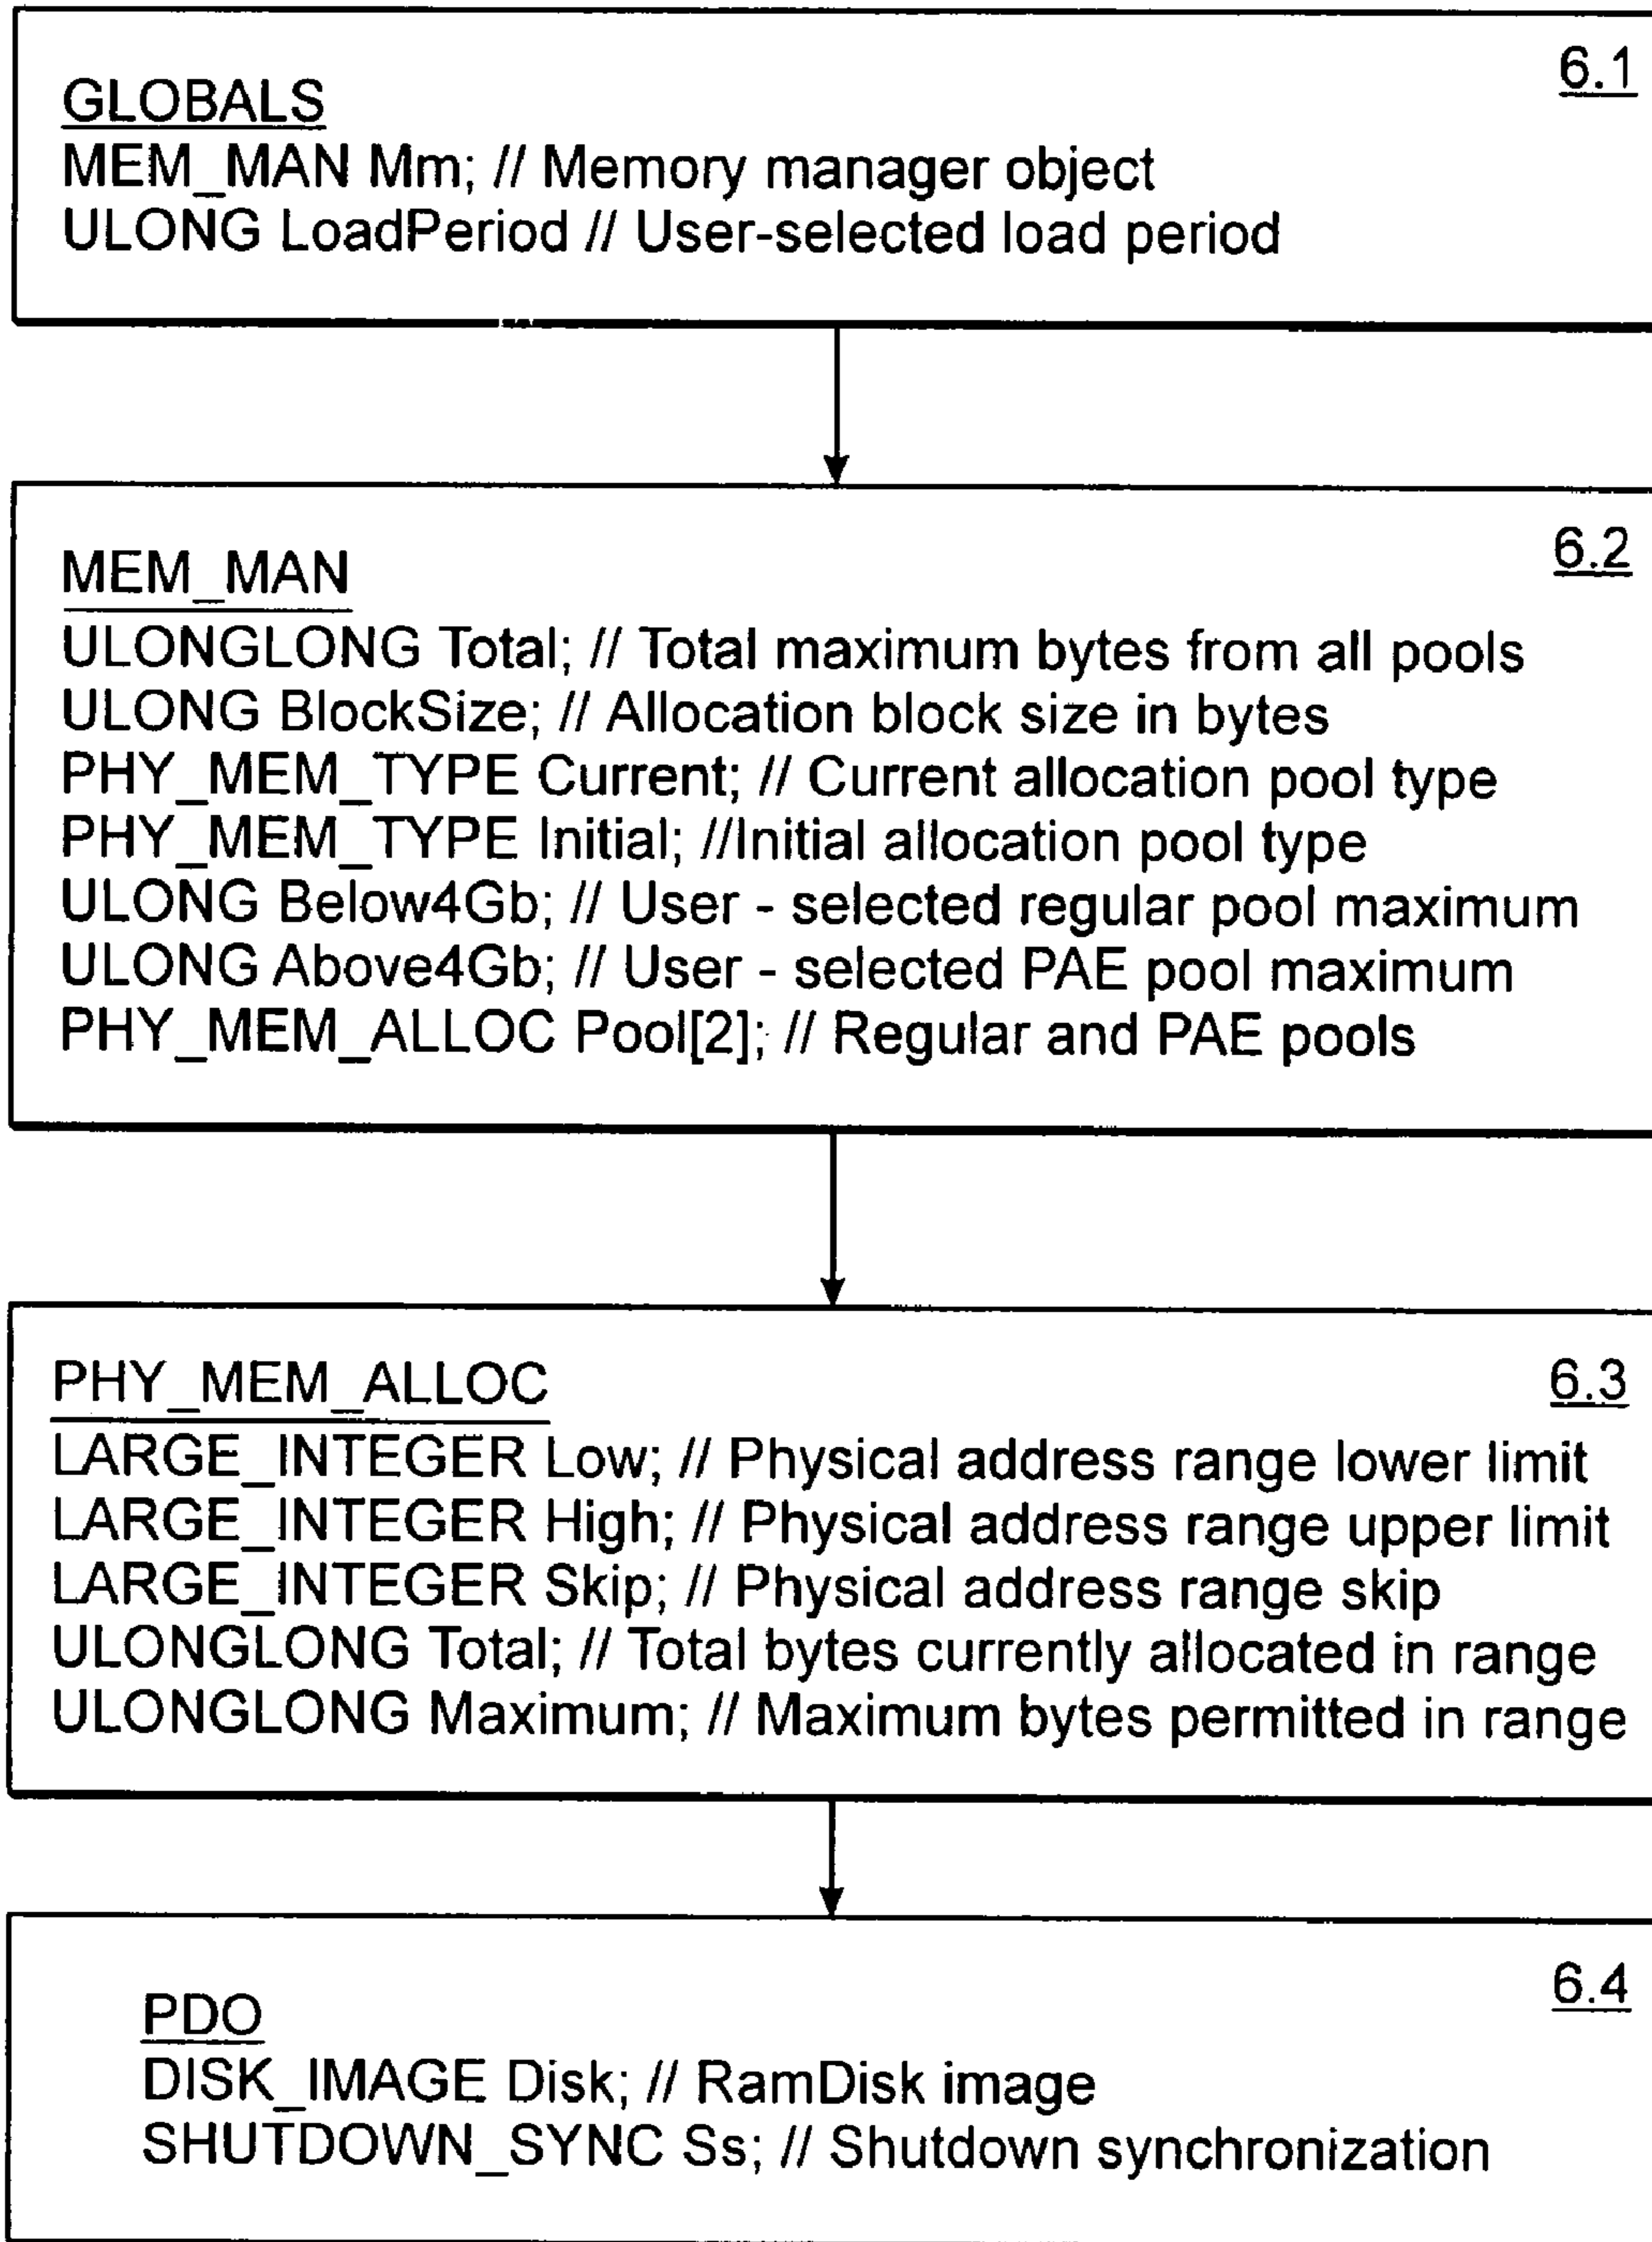 6.1
GLOBALS
MEM_MAN Mm; // Memory manager object
ULONG LoadPeriod // User-selected load period
6.2
MEM_MAN
ULONGLONG Total; // Total maximum bytes from all pools
ULONG BlockSize; // Allocation block size in bytes
PHY_MEM_TYPE Current; // Current allocation pool type
PHY_MEM_TYPE Initial; //Initial allocation pool type
ULONG Below4Gb; // User - selected regular pool maximum
ULONG Above4Gb; // User - selected PAE pool maximum
PHY_MEM_ALLOC Pool[2]; // Regular and PAE pools
6.3
PHY_MEM_ALLOC
LARGE_INTEGER Low; // Physical address range lower limit
LARGE_INTEGER High; // Physical address range upper limit
LARGE_INTEGER Skip; // Physical address range skip
ULONGLONG Total; // Total bytes currently allocated in range
ULONGLONG Maximum; // Maximum bytes permitted in range
6.4
PDO
DISK_IMAGE Disk; // RamDisk image
SHUTDOWN_SYNC Ss; // Shutdown synchronization